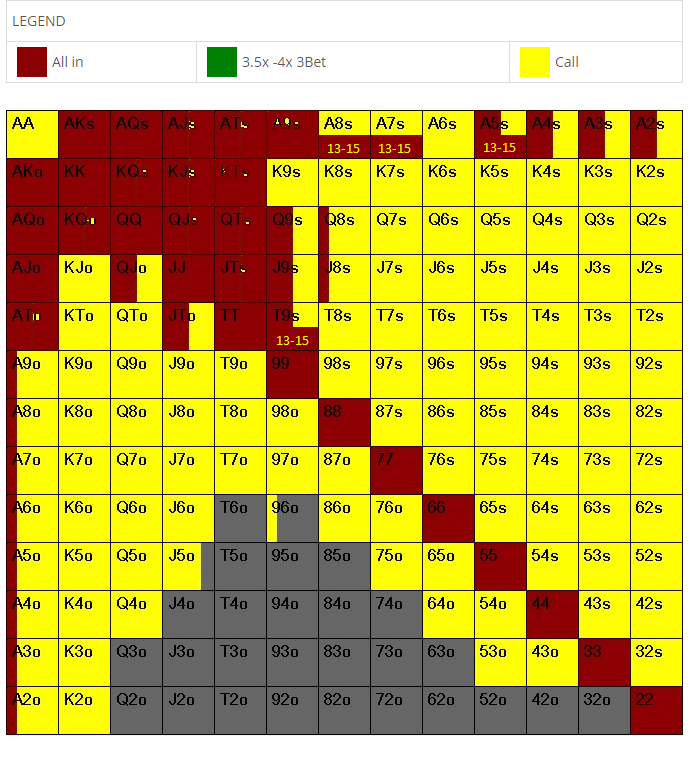 LEGEND
All in 3.5x -4x 3Bet Call
AA AKs AQs AJs ATs A9s A8s A7s A6s A5s A4s A3s A2s
13-15 13-15 13-15
AKo KK KQs KJs KTs K9s K8s K7s K6s K5s K4s K3s K2s
AQo KQo QQ QJs QTs Q9s Q8s Q7s Q6s Q5s Q4s Q3s Q2s
AJo KJo QJo JJ JTs J9s J8s J7s J6s J5s J4s J3s J2s
ATo KTo QTo JTo TT T9s T8s T7s T6s T5s T4s T3s T2s
13-15
A9o K9o Q9o J9o T9o 99 98s 97s 96s 95s 94s 93s 92s
A8o K8o Q8o J8o T8o 98o 88 87s 86s 85s 84s 83s 82s
A7o K7o Q7o J7o T7o 97o 87o 77 76s 75s 74s 73s 72s
A6o K6o Q6o J6o T6o 96o 86o 76o 66 65s 64s 63s 62s
A5o K5o Q5o J5o T5o 95o 85o 75o 65o 55 54s 53s 52s
A4o K4o Q4o J4o T4o 94o 84o 74o 64o 54o 44 43s 42s
A3o K3o Q3o J3o T3o 93o 83o 73o 63o 53o 43o 33 32s
A2o K2o Q2o J2o T2o 92o 82o 72o 62o 52o 42o 32o 22